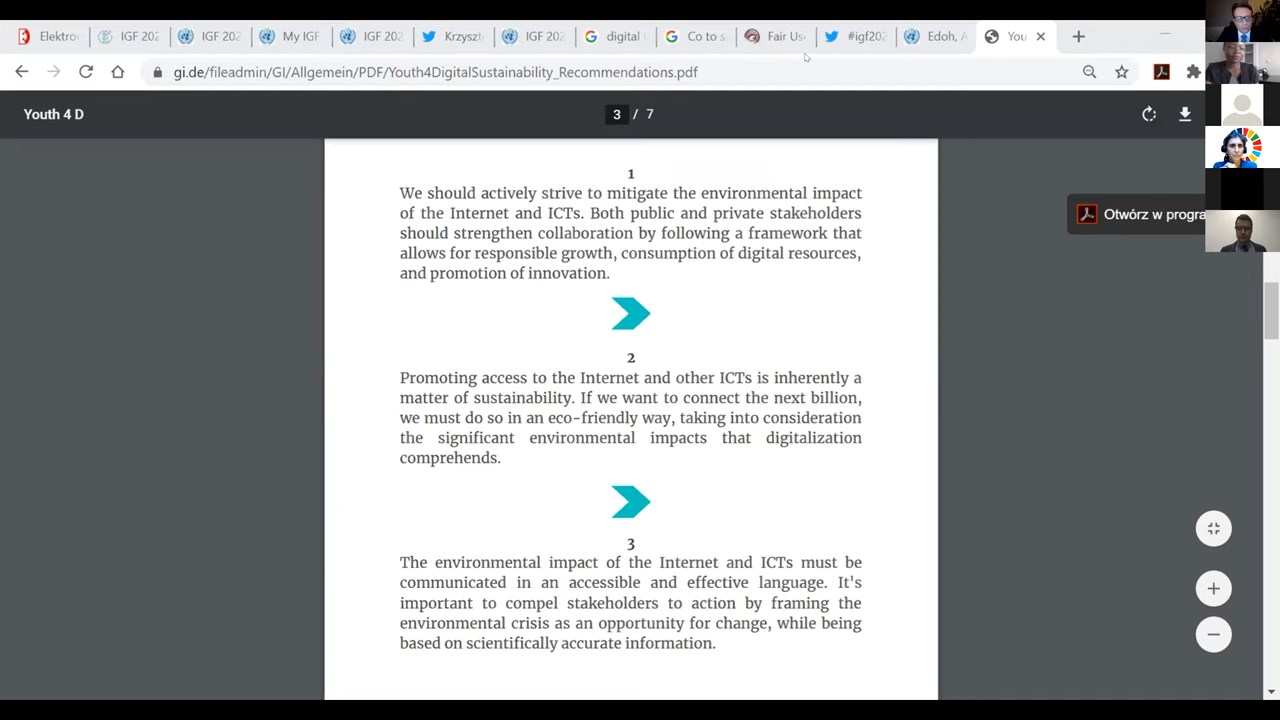 Elektro
IGF 202
IGF 202
My IGF
IGF 202
Krzyszt
IGF 202
digital
Co to s
Fair Use
#igf202
Edoh, A
You
gi.de/fileadmin/GI/Allgemein/PDF/Youth4DigitalSustainability_Recommendations.pdf
Youth 4 D
3 / 7
Otwórz w progra
1
We should actively strive to mitigate the environmental impact
of the Internet and ICTs. Both public and private stakeholders
should strengthen collaboration by following a framework that
allows for responsible growth, consumption of digital resources,
and promotion of innovation.
2
Promoting access to the Internet and other ICTs is inherently a
matter of sustainability. If we want to connect the next billion,
we must do so in an eco-friendly way, taking into consideration
the significant environmental impacts that digitalization
comprehends.
3
The environmental impact of the Internet and ICTs must be
communicated in an accessible and effective language. It's
important to compel stakeholders to action by framing the
environmental crisis as an opportunity for change, while being
based on scientifically accurate information.